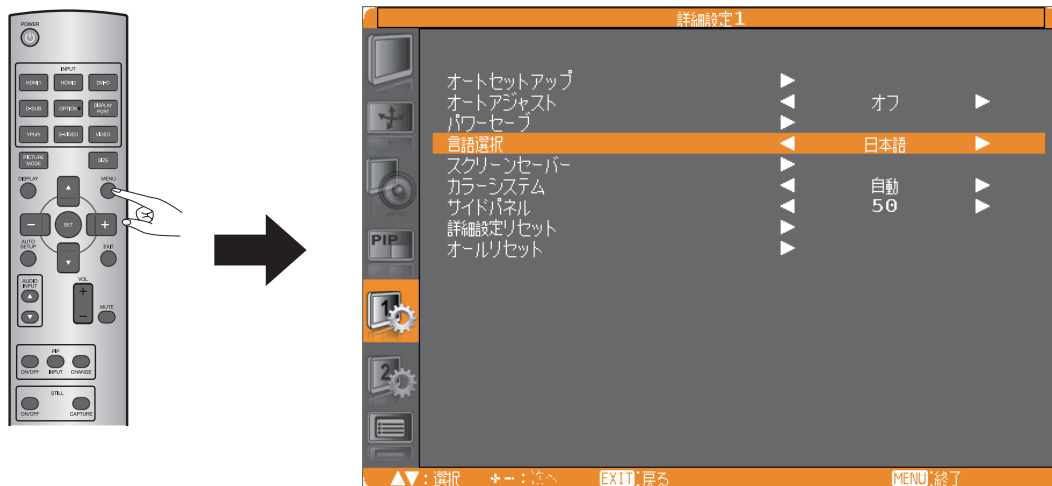 POWER
INPUT
HDMI1 HDMI2 DVI-D
D-SUB OPTION DISPLAY PORT
YPbPr S-VIDEO VIDEO
PICTURE MODE SIZE
DISPLAY MENU
SET
AUTO SETUP EXIT
AUDIO INPUT VOL
MUTE
PIP
ON/OFF INPUT CHANGE
STILL
ON/OFF CAPTURE
詳細設定1
オートセットアップ
オートアジャスト オフ
パワーセーブ
言語選択 日本語
スクリーンセーバー
カラーシステム 自動
サイドパネル 50
詳細設定リセット
オールリセット
PIP
1
2
▲▼:選択 +-:次へ EXIT:戻る MENU:終了